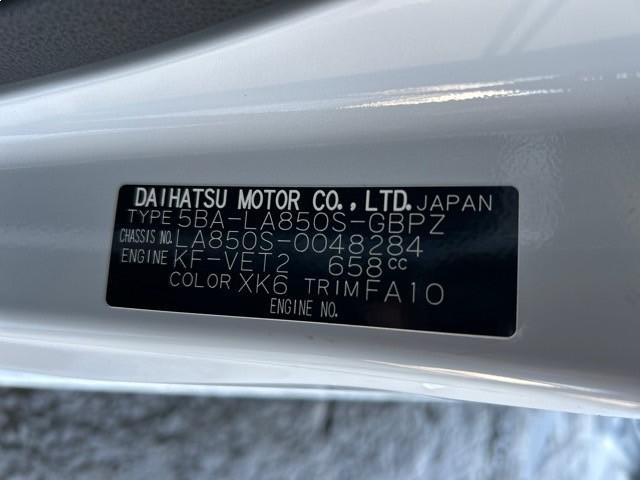 DAIHATSU MOTOR CO.,LTD. JAPAN
TYPE 5BA-LA850S-GBPZ
CHASSIS NO. LA850S-0048284
ENGINE KF-VET2 658cc
COLOR XK6 TRIM FA10
ENGINE NO.